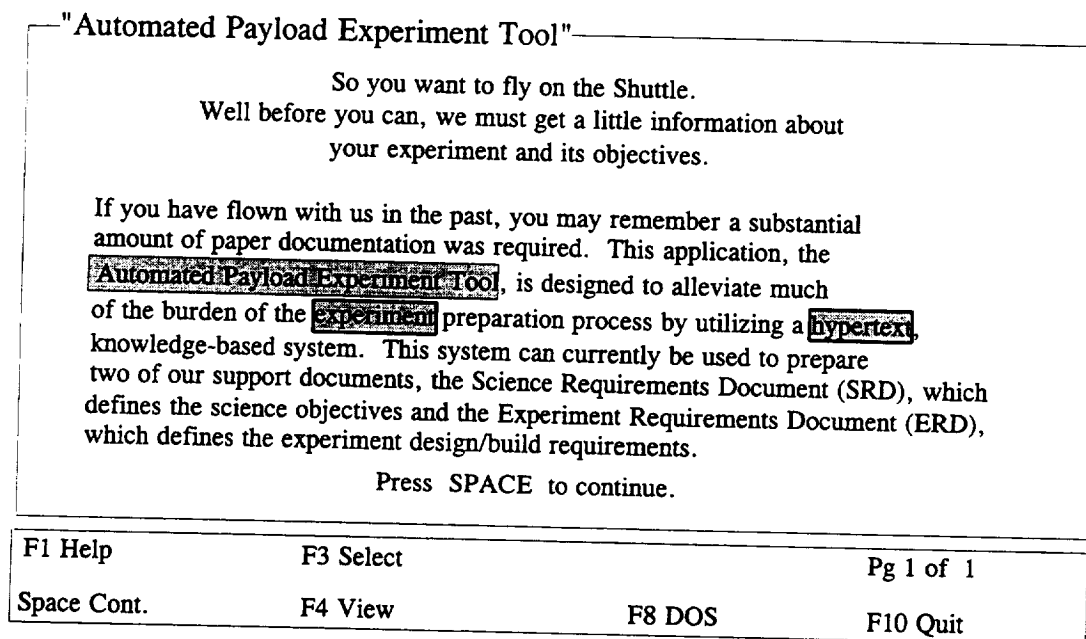 "Automated Payload Experiment Tool"
So you want to fly on the Shuttle.
Well before you can, we must get a little information about
your experiment and its objectives.
If you have flown with us in the past, you may remember a substantial
amount of paper documentation was required. This application, the
Automated Payload Experiment Tool, is designed to alleviate much
of the burden of the experiment preparation process by utilizing a hypertext,
knowledge-based system. This system can currently be used to prepare
two of our support documents, the Science Requirements Document (SRD), which
defines the science objectives and the Experiment Requirements Document (ERD),
which defines the experiment design/build requirements.
Press SPACE to continue.
F1 Help F3 Select Pg 1 of 1
Space Cont. F4 View F8 DOS F10 Quit